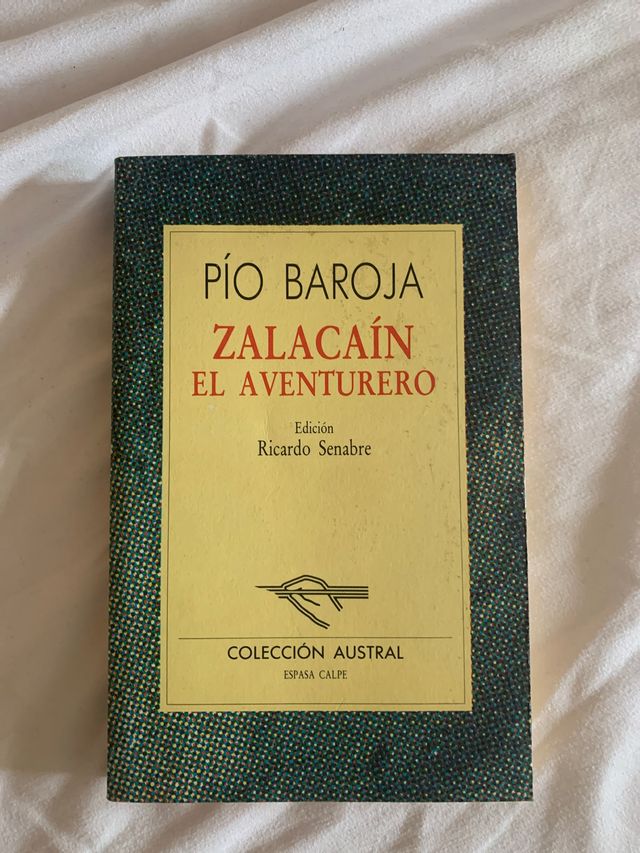 PÍO BAROJA
ZALACAÍN
EL AVENTURERO
Edición
Ricardo Senabre
COLECCIÓN AUSTRAL
ESPASA CALPE